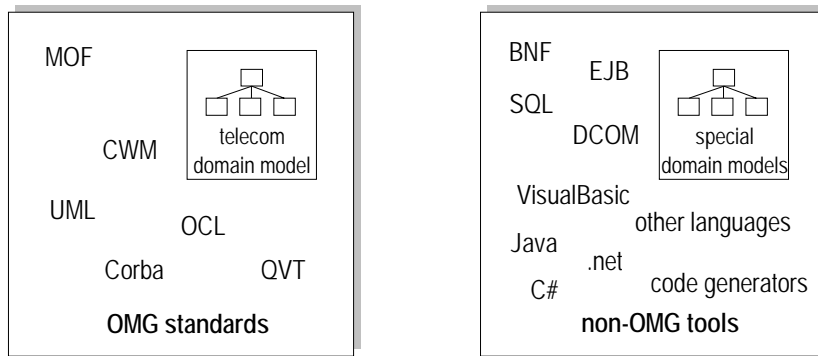 MOF
telecom
domain model
CWM
UML
OCL
Corba
QVT
OMG standards
BNF
EJB
SQL
DCOM
special
domain models
VisualBasic
other languages
Java
.net
C#
code generators
non-OMG tools